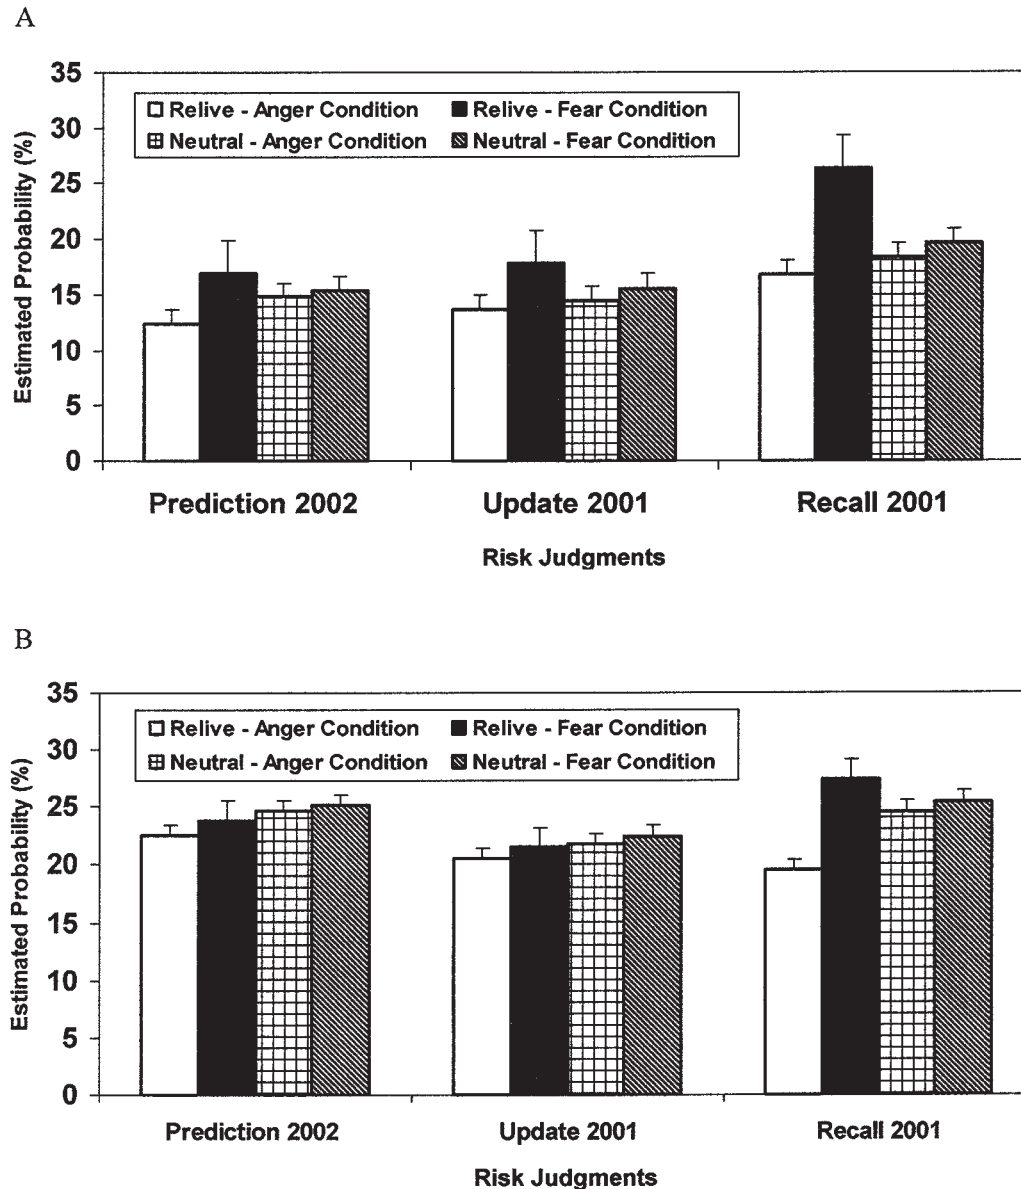 A
Estimated Probability (%)
35
30
25
20
15
10
5
0
Relive - Anger Condition Relive - Fear Condition
Neutral - Anger Condition Neutral - Fear Condition
Prediction 2002 Update 2001 Recall 2001
Risk Judgments
B
Estimated Probability (%)
35
30
25
20
15
10
5
0
Relive - Anger Condition Relive - Fear Condition
Neutral - Anger Condition Neutral - Fear Condition
Prediction 2002 Update 2001 Recall 2001
Risk Judgments